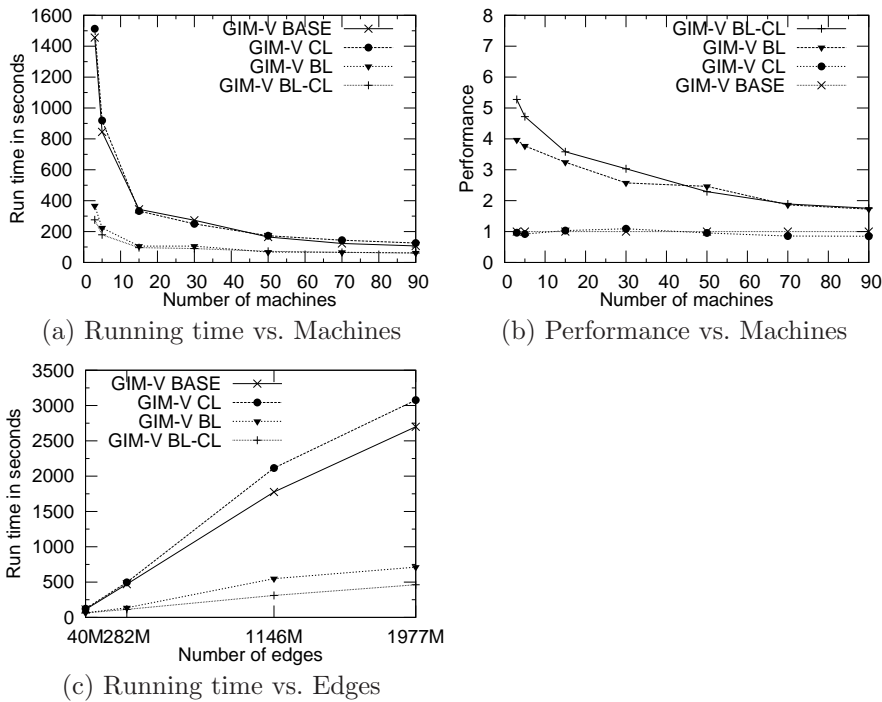 1600
1400
1200
1000
800
600
400
200
0
Run time in seconds
GIM-V BASE
GIM-V CL
GIM-V BL
GIM-V BL-CL
0 10 20 30 40 50 60 70 80 90
Number of machines
(a) Running time vs. Machines
8
7
6
5
4
3
2
1
0
Performance
GIM-V BL-CL
GIM-V BL
GIM-V CL
GIM-V BASE
0 10 20 30 40 50 60 70 80 90
Number of machines
(b) Performance vs. Machines
3500
3000
2500
2000
1500
1000
500
0
Run time in seconds
GIM-V BASE
GIM-V CL
GIM-V BL
GIM-V BL-CL
40M 282M 1146M 1977M
Number of edges
(c) Running time vs. Edges